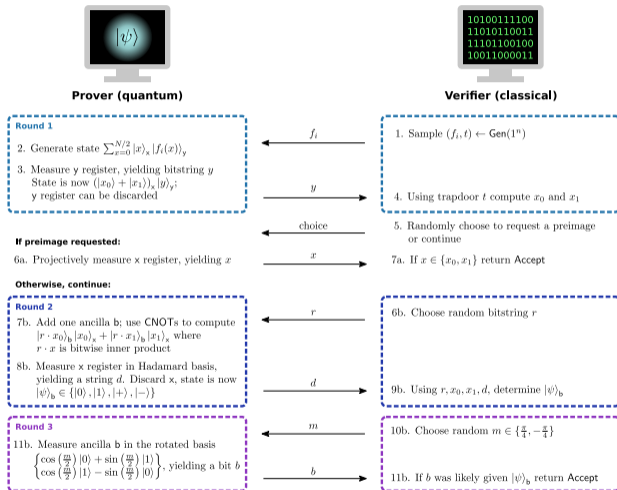 |ψ⟩
10100111100
11010110011
11101100100
10011000011
Prover (quantum)
Verifier (classical)
Round 1
2. Generate state ∑_{x=0}^{N/2} |x⟩_x |f_i(x)⟩_y
3. Measure y register, yielding bitstring y
State is now (|x_0⟩ + |x_1⟩)_x |y⟩_y;
y register can be discarded
f_i
y
1. Sample (f_i, t) ← Gen(1^n)
4. Using trapdoor t compute x_0 and x_1
choice
5. Randomly choose to request a preimage
or continue
If preimage requested:
6a. Projectively measure x register, yielding x
x
7a. If x ∈ {x_0, x_1} return Accept
Otherwise, continue:
Round 2
7b. Add one ancilla b; use CNOTs to compute
|r · x_0⟩_b |x_0⟩_x + |r · x_1⟩_b |x_1⟩_x where
r · x is bitwise inner product
8b. Measure x register in Hadamard basis,
yielding a string d. Discard x, state is now
|ψ⟩_b ∈ {|0⟩, |1⟩, |+⟩, |−⟩}
r
d
6b. Choose random bitstring r
9b. Using r, x_0, x_1, d, determine |ψ⟩_b
Round 3
11b. Measure ancilla b in the rotated basis
{cos(m/2)|0⟩ + sin(m/2)|1⟩
cos(m/2)|1⟩ − sin(m/2)|0⟩}, yielding a bit b
m
b
10b. Choose random m ∈ {π/4, −π/4}
11b. If b was likely given |ψ⟩_b return Accept